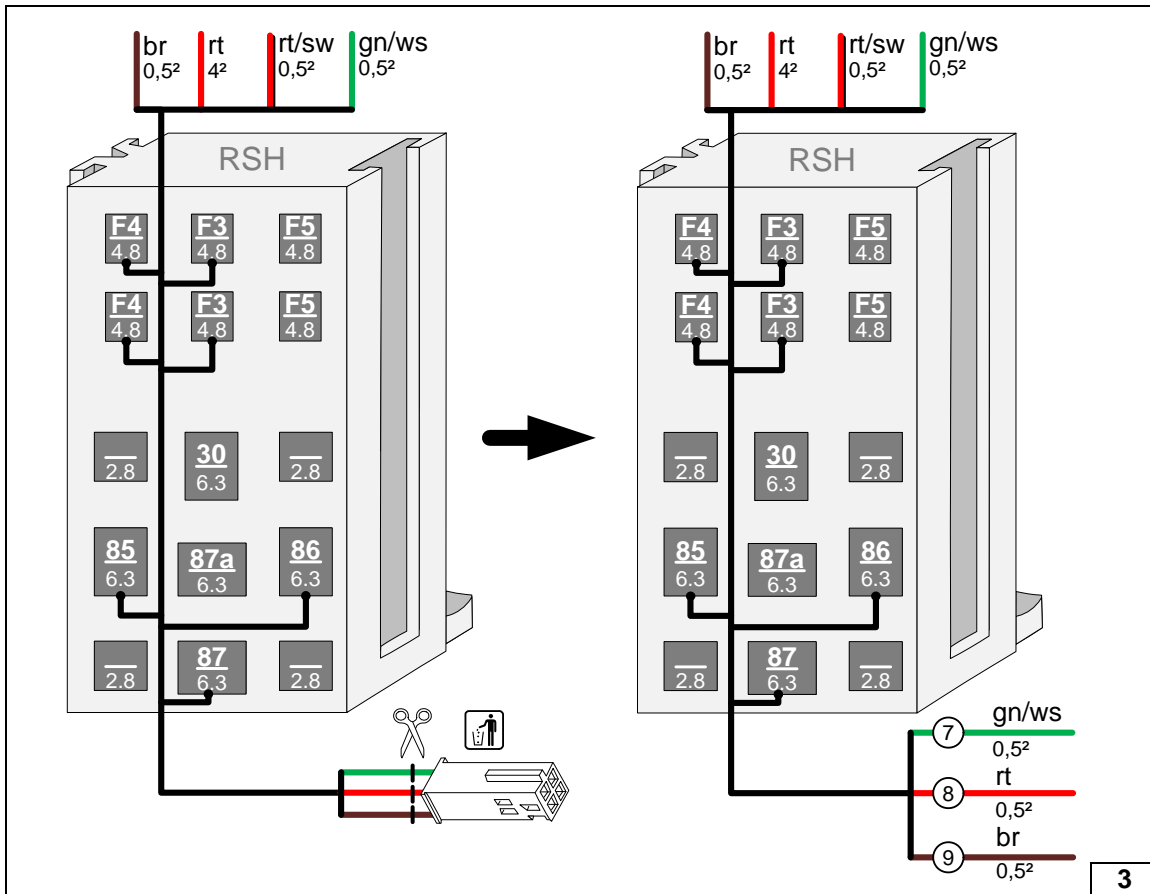 br rt rt/sw gn/ws
0,5² 4² 0,5² 0,5²
RSH
F4 F3 F5
4.8 4.8 4.8
F4 F3 F5
4.8 4.8 4.8
30
2.8 6.3 2.8
85 87a 86
6.3 6.3 6.3
87
2.8 6.3 2.8
br rt rt/sw gn/ws
0,5² 4² 0,5² 0,5²
RSH
F4 F3 F5
4.8 4.8 4.8
F4 F3 F5
4.8 4.8 4.8
30
2.8 6.3 2.8
85 87a 86
6.3 6.3 6.3
87
2.8 6.3 2.8
7 gn/ws
0,5²
8 rt
0,5²
9 br
0,5²
3